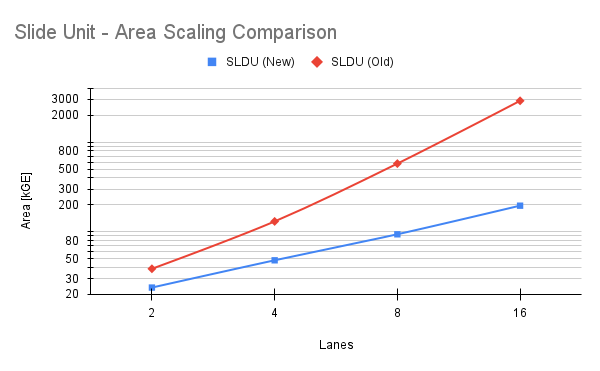 Slide Unit - Area Scaling Comparison
SLDU (New)
SLDU (Old)
Area [kGE]
3000
2000
800
500
300
200
80
50
30
20
2
4
8
16
Lanes